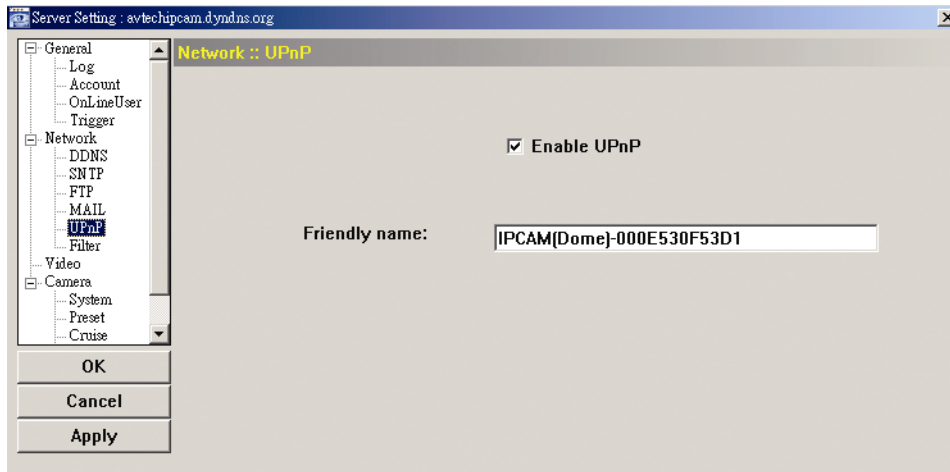 Server Setting : avtechipcam.dyndns.org
General
Log
Account
OnLineUser
Trigger
Network
DDNS
SNTP
FTP
MAIL
UPnP
Filter
Video
Camera
System
Preset
Cruise
OK
Cancel
Apply
Network :: UPnP
Enable UPnP
Friendly name: IPCAM(Dome)-000E530F53D1